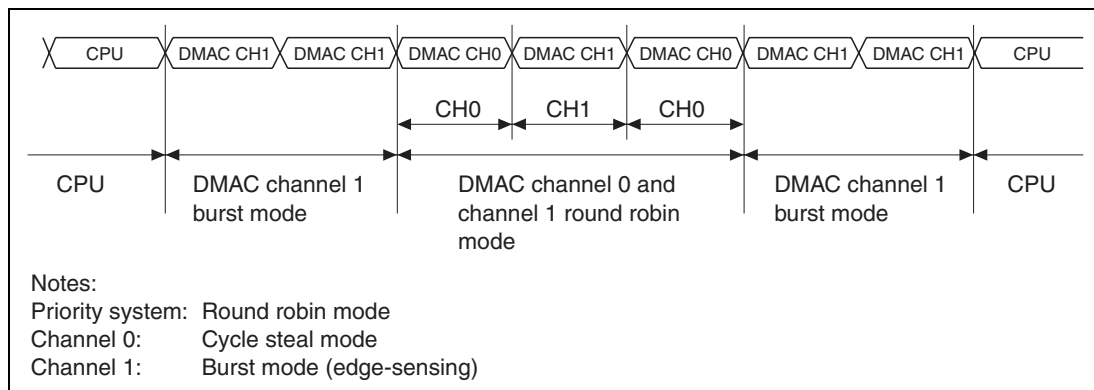 CPU DMAC CH1 DMAC CH1 DMAC CH0 DMAC CH1 DMAC CH0 DMAC CH1 DMAC CH1 CPU
CH0 CH1 CH0
CPU
DMAC channel 1
burst mode
DMAC channel 0 and
channel 1 round robin
mode
DMAC channel 1
burst mode
CPU
Notes:
Priority system: Round robin mode
Channel 0: Cycle steal mode
Channel 1: Burst mode (edge-sensing)